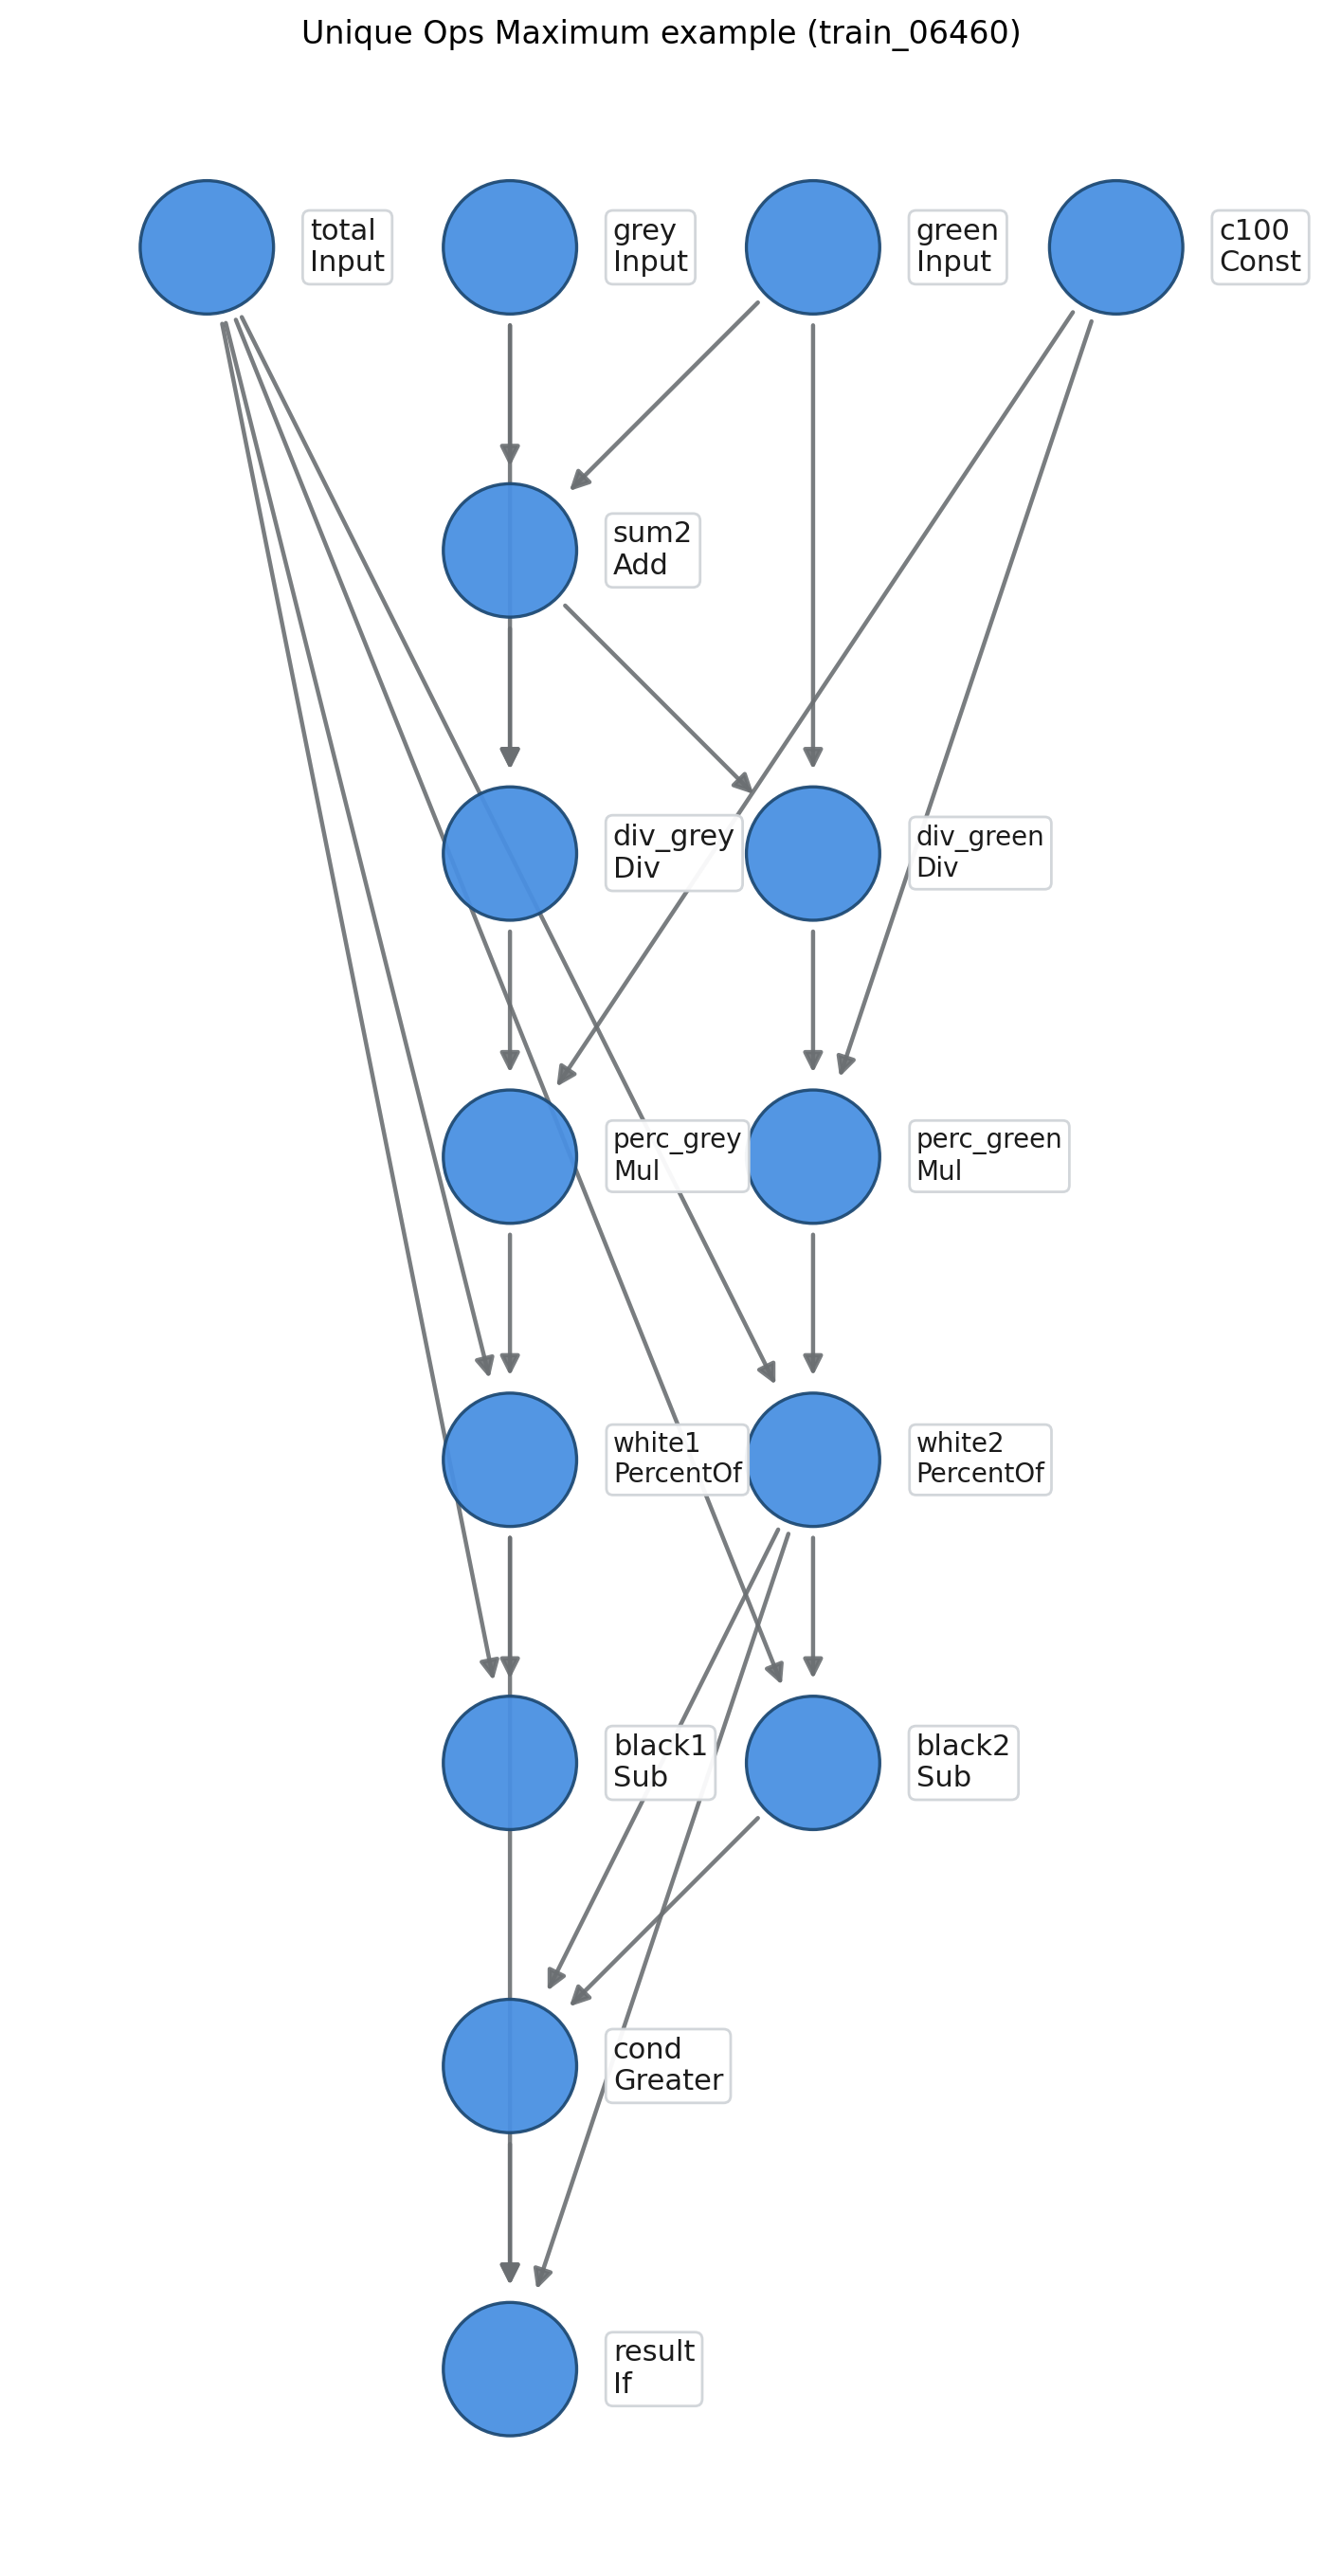 Unique Ops Maximum example (train_06460)
total
Input
grey
Input
green
Input
c100
Const
sum2
Add
div_grey
Div
div_green
Div
perc_grey
Mul
perc_green
Mul
white1
PercentOf
white2
PercentOf
black1
Sub
black2
Sub
cond
Greater
result
If